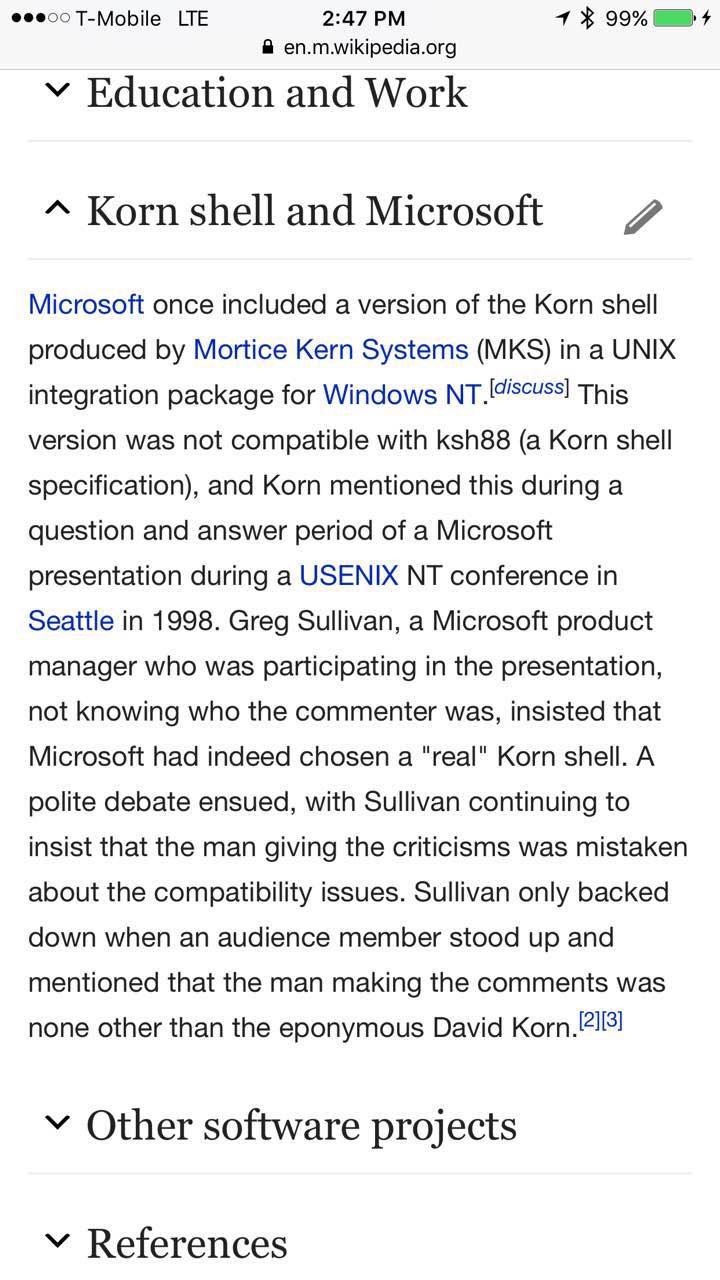 T-Mobile LTE 2:47 PM 99%
en.m.wikipedia.org
Education and Work
Korn shell and Microsoft
Microsoft once included a version of the Korn shell
produced by Mortice Kern Systems (MKS) in a UNIX
integration package for Windows NT.[discuss] This
version was not compatible with ksh88 (a Korn shell
specification), and Korn mentioned this during a
question and answer period of a Microsoft
presentation during a USENIX NT conference in
Seattle in 1998. Greg Sullivan, a Microsoft product
manager who was participating in the presentation,
not knowing who the commenter was, insisted that
Microsoft had indeed chosen a "real" Korn shell. A
polite debate ensued, with Sullivan continuing to
insist that the man giving the criticisms was mistaken
about the compatibility issues. Sullivan only backed
down when an audience member stood up and
mentioned that the man making the comments was
none other than the eponymous David Korn.[2][3]
Other software projects
References